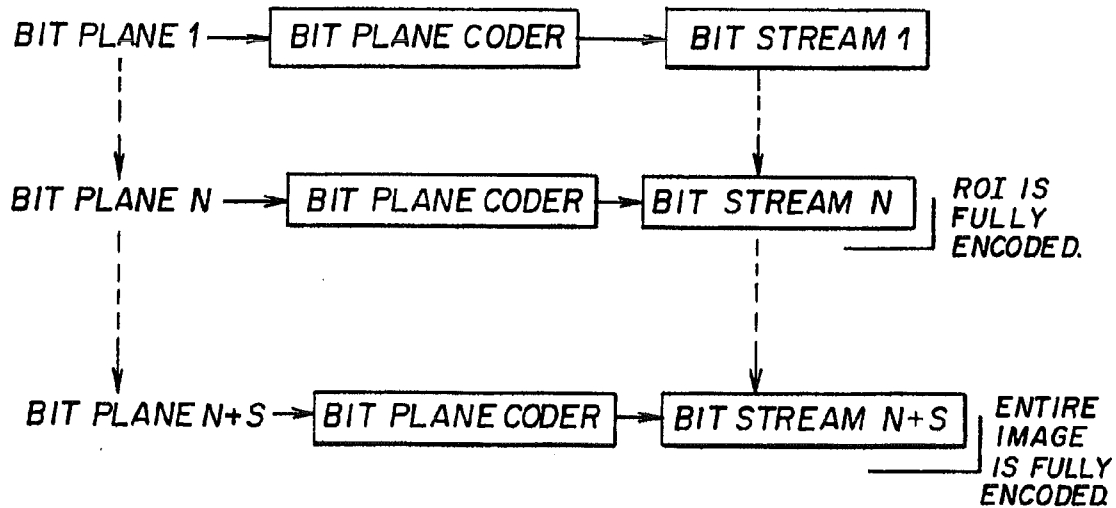 BIT PLANE 1
BIT PLANE CODER
BIT STREAM 1
BIT PLANE N
BIT PLANE CODER
BIT STREAM N
ROI IS
FULLY
ENCODED.
BIT PLANE N+S
BIT PLANE CODER
BIT STREAM N+S
ENTIRE
IMAGE
IS FULLY
ENCODED.